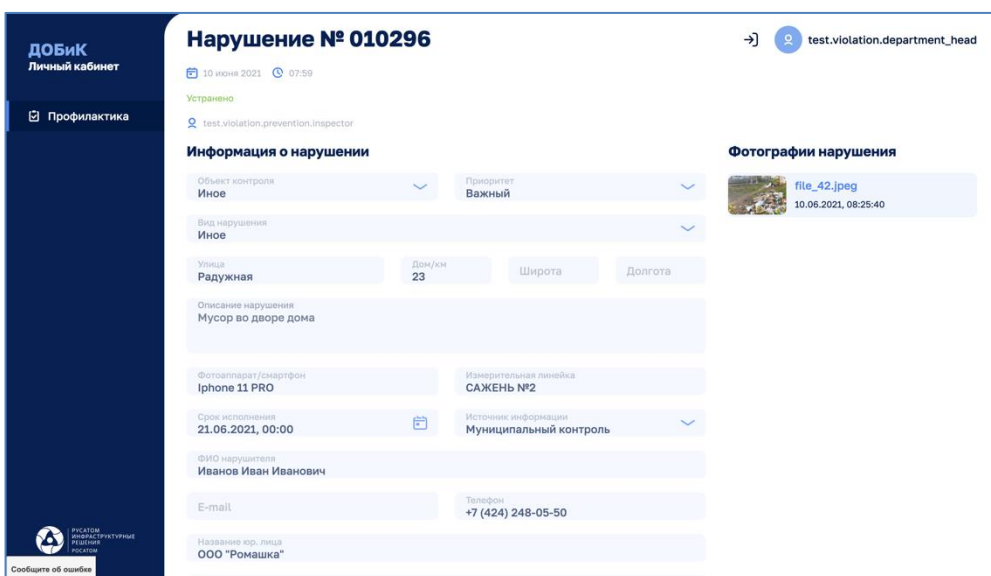 ДОБиК
Личный кабинет
Профилактика
РУСАТОМ
ИНФРАСТРУКТУРНЫЕ
РЕШЕНИЯ
РОСАТОМ
Сообщите об ошибке
Нарушение № 010296
test.violation.department_head
10 июня 2021 07:59
Устранено
test.violation.prevention.inspector
Информация о нарушении
Объект контроля
Иное
Приоритет
Важный
Вид нарушения
Иное
Улица
Радужная
Дом/км
23
Широта
Долгота
Описание нарушения
Мусор во дворе дома
Фотоаппарат/смартфон
Iphone 11 PRO
Измерительная линейка
САЖЕНЬ №2
Срок исполнения
21.06.2021, 00:00
Источник информации
Муниципальный контроль
ФИО нарушителя
Иванов Иван Иванович
E-mail
Телефон
+7 (424) 248-05-50
Название юр. лица
ООО "Ромашка"
Фотографии нарушения
file_42.jpeg
10.06.2021, 08:25:40